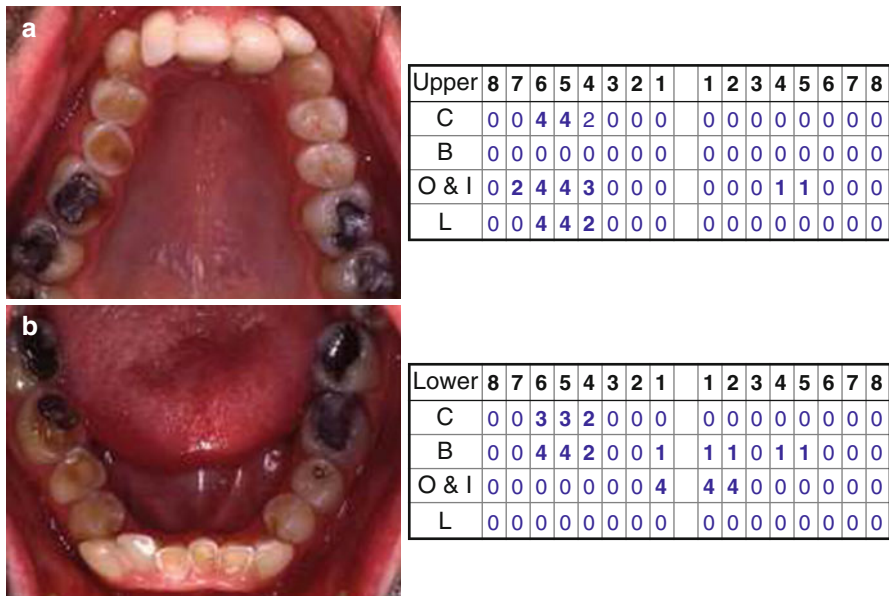 a
Upper 8 7 6 5 4 3 2 1 1 2 3 4 5 6 7 8
C 0 0 4 4 2 0 0 0 0 0 0 0 0 0 0 0
B 0 0 0 0 0 0 0 0 0 0 0 0 0 0 0 0
O & I 0 2 4 4 3 0 0 0 0 0 0 1 1 0 0 0
L 0 0 4 4 2 0 0 0 0 0 0 0 0 0 0 0
b
Lower 8 7 6 5 4 3 2 1 1 2 3 4 5 6 7 8
C 0 0 3 3 2 0 0 0 0 0 0 0 0 0 0 0
B 0 0 4 4 2 0 0 1 1 1 0 1 1 0 0 0
O & I 0 0 0 0 0 0 0 4 4 4 0 0 0 0 0 0
L 0 0 0 0 0 0 0 0 0 0 0 0 0 0 0 0